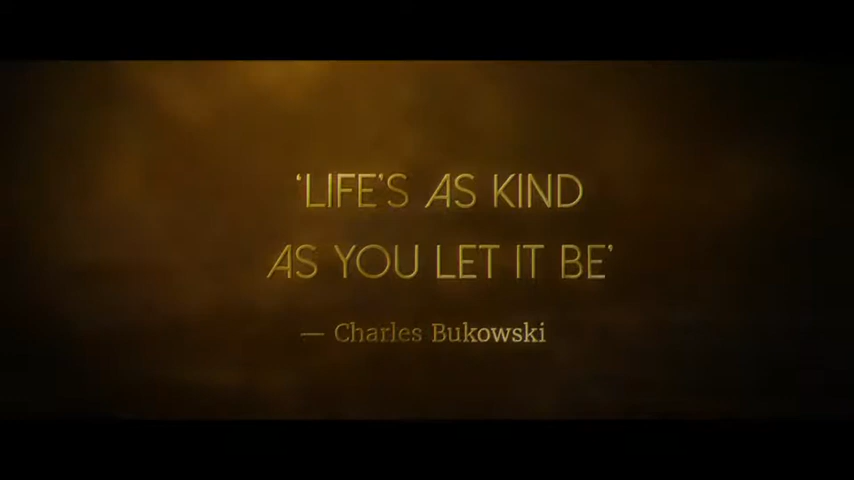 ‘LIFE’S AS KIND
AS YOU LET IT BE’
— Charles Bukowski